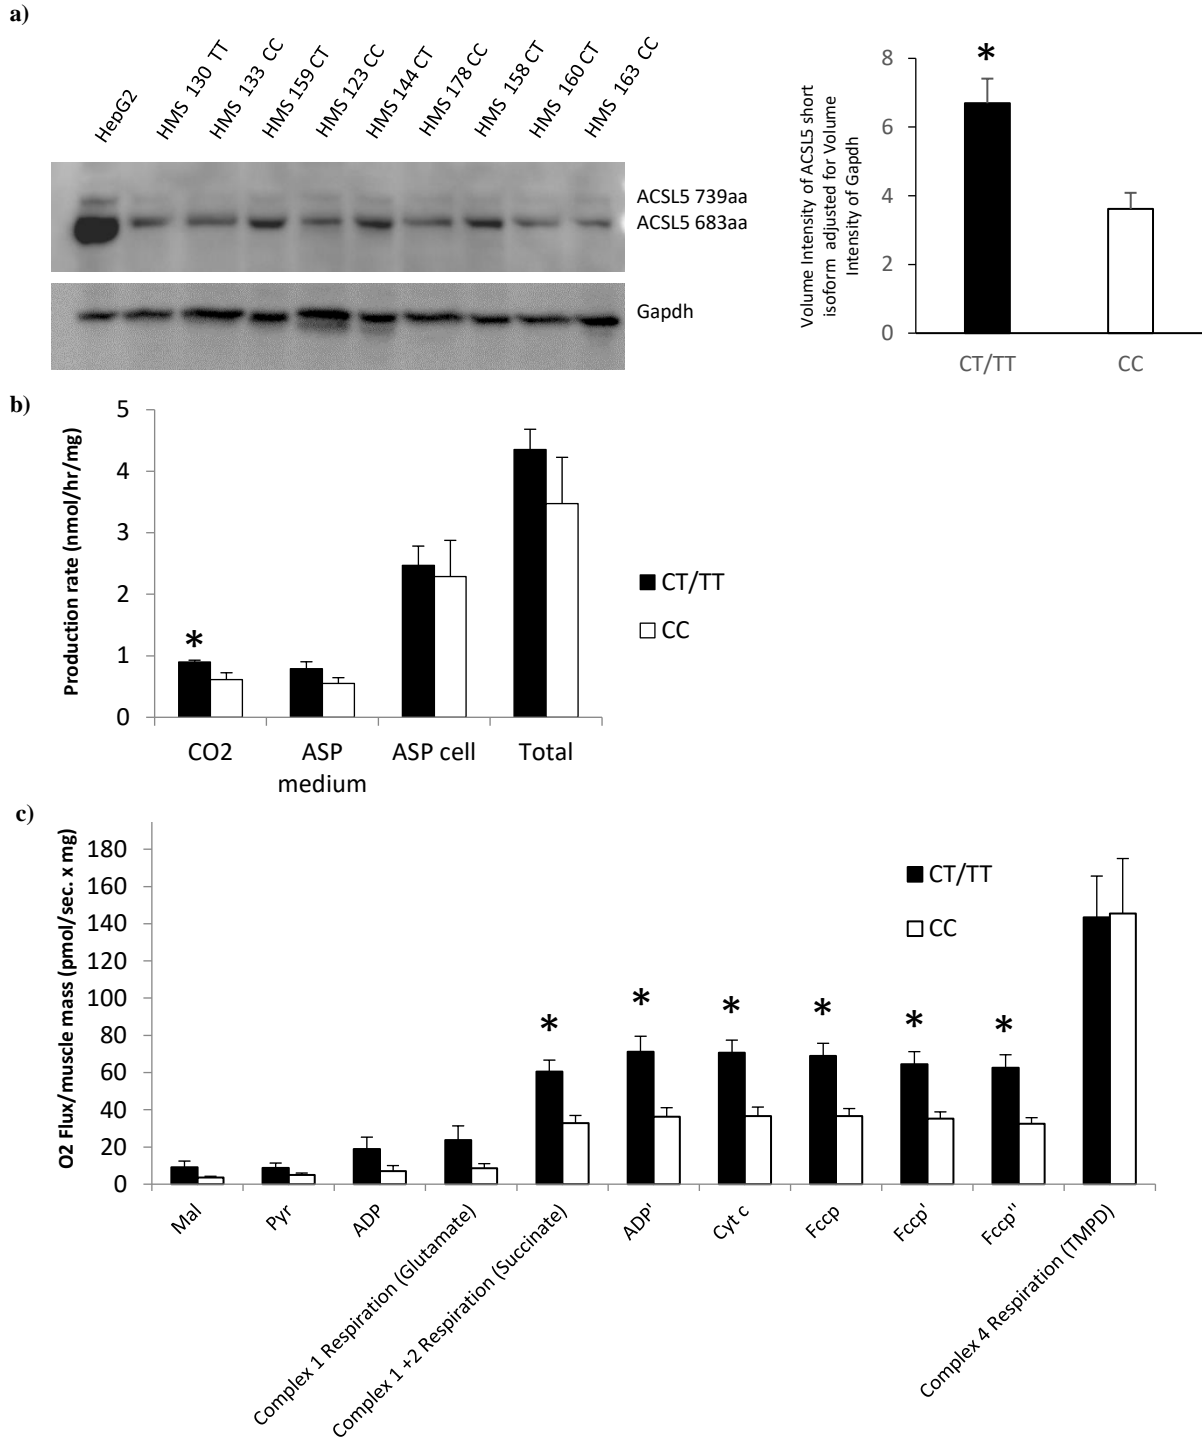 a)
HepG2
HMS 130 TT
HMS 133 CC
HMS 159 CT
HMS 123 CC
HMS 144 CT
HMS 178 CC
HMS 158 CT
HMS 160 CT
HMS 163 CC
ACSL5 739aa
ACSL5 683aa
Gapdh
Volume Intensity of ACSL5 short
isoform adjusted for Volume
Intensity of Gapdh
8
6
4
2
0
*
CT/TT
CC
b)
Production rate (nmol/hr/mg)
5
4
3
2
1
0
*
CO2
ASP
medium
ASP cell
Total
CT/TT
CC
c)
O2 Flux/muscle mass (pmol/sec. x mg)
180
160
140
120
100
80
60
40
20
0
*
*
*
*
*
*
CT/TT
CC
Mal
Pyr
ADP
Complex 1 Respiration (Glutamate)
Complex 1 +2 Respiration (Succinate)
ADP'
Cyt c
Fccp
Fccp'
Fccp''
Complex 4 Respiration (TMPD)